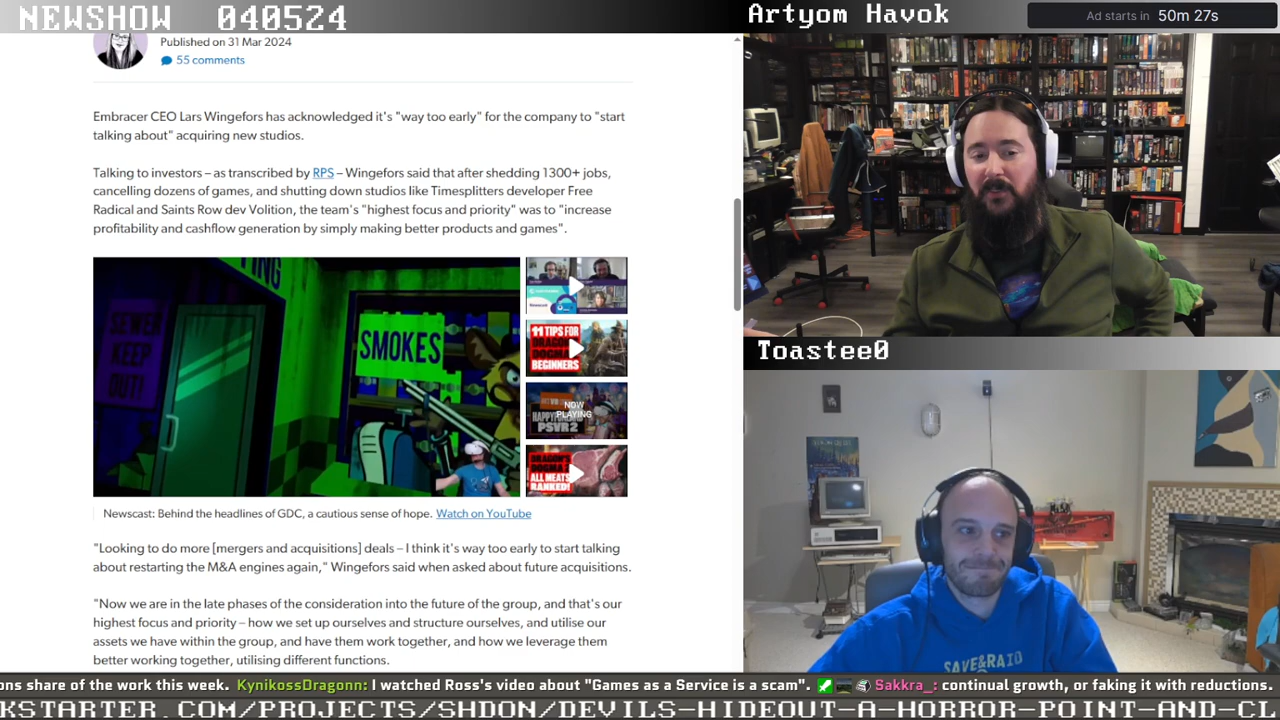 NEWSHOW 040524
Artyom Havok
Ad starts in 50m 27s
Published on 31 Mar 2024
55 comments
Embracer CEO Lars Wingefors has acknowledged it's "way too early" for the company to "start
talking about" acquiring new studios.
Talking to investors – as transcribed by RPS – Wingefors said that after shedding 1300+ jobs,
cancelling dozens of games, and shutting down studios like Timesplitters developer Free
Radical and Saints Row dev Volition, the team's "highest focus and priority" was to "increase
profitability and cashflow generation by simply making better products and games".
SEWER
KEEP
OUT!
SMOKES
11 TIPS FOR
DRAGON'S
DOGMA
BEGINNERS
NOW
PLAYING
PSVR2
DRAGON'S
DOGMA 2
ALL MEATS
RANKED!
Newscast: Behind the headlines of GDC, a cautious sense of hope. Watch on YouTube
"Looking to do more [mergers and acquisitions] deals – I think it's way too early to start talking
about restarting the M&A engines again," Wingefors said when asked about future acquisitions.
"Now we are in the late phases of the consideration into the future of the group, and that's our
highest focus and priority – how we set up ourselves and structure ourselves, and utilise our
assets we have within the group, and have them work together, and how we leverage them
better working together, utilising different functions.
Toastee0
SAVE&RAID
ons share of the work this week. KynikossDragonn: I watched Ross's video about "Games as a Service is a scam". Sakkra_: continual growth, or faking it with reductions.
KSTARTER.COM/PROJECTS/SHDON/DEVILS-HIDEOUT-A-HORROR-POINT-AND-CL